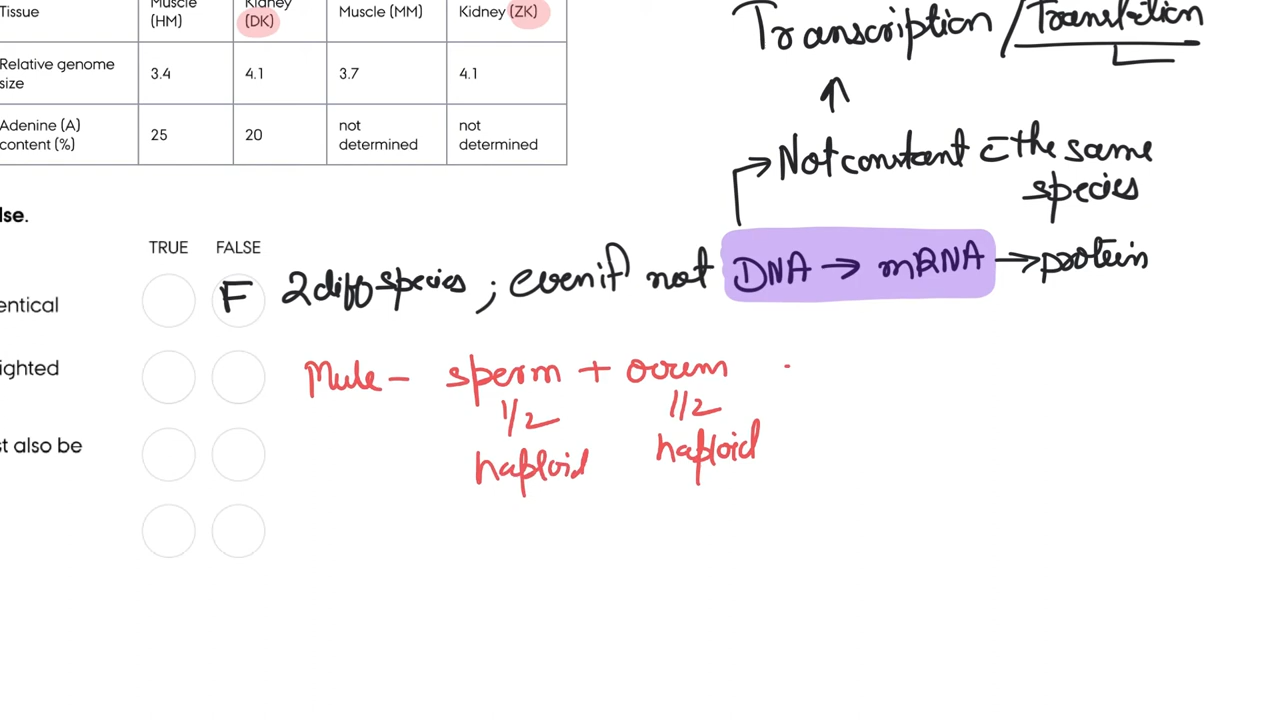 Tissue Muscle (HM) Kidney (DK) Muscle (MM) Kidney (ZK)
Relative genome size 3.4 4.1 3.7 4.1
Adenine (A) content (%) 25 20 not determined not determined
Transcription / Translation
↑
→ Not constant c̄ the same
species
lse.
TRUE FALSE
entical F 2 diff species ; even if not DNA → mRNA → protein
ighted Mule - sperm + ovum -
1/2 1/2
haploid haploid
st also be